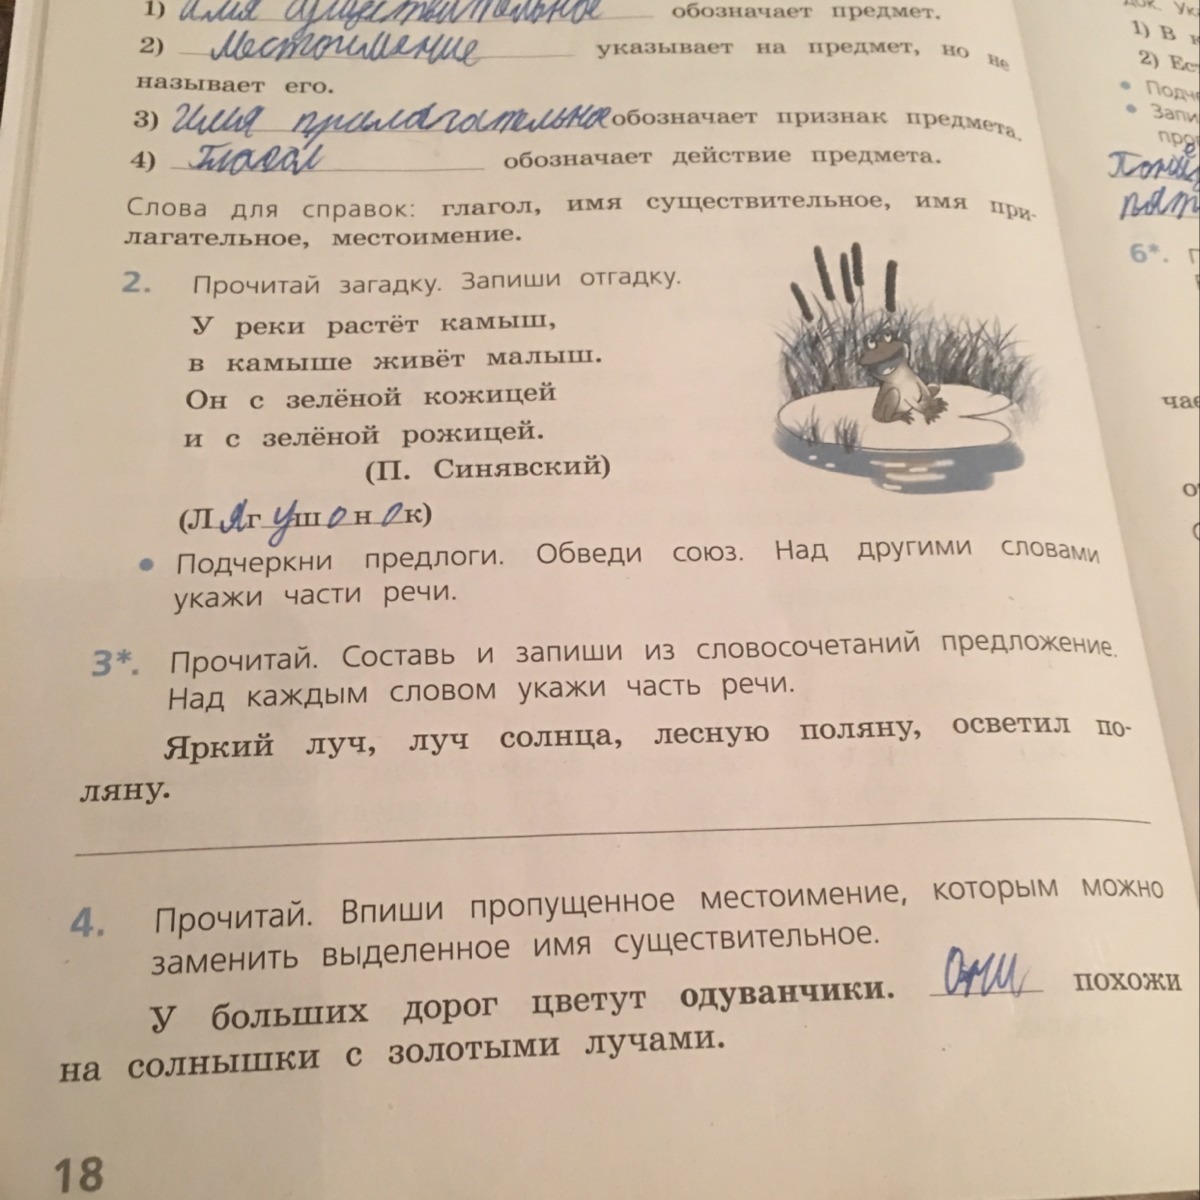 1) Имя существительное обозначает предмет.
2) Местоимение указывает на предмет, но не
называет его.
3) Имя прилагательное обозначает признак предмета.
4) Глагол обозначает действие предмета.
Слова для справок: глагол, имя существительное, имя при-
лагательное, местоимение.
2. Прочитай загадку. Запиши отгадку.
У реки растёт камыш,
в камыше живёт малыш.
Он с зелёной кожицей
и с зелёной рожицей.
(П. Синявский)
(Лягушонок)
• Подчеркни предлоги. Обведи союз. Над другими словами
укажи части речи.
3*. Прочитай. Составь и запиши из словосочетаний предложение.
Над каждым словом укажи часть речи.
Яркий луч, луч солнца, лесную поляну, осветил по-
ляну.
4. Прочитай. Впиши пропущенное местоимение, которым можно
заменить выделенное имя существительное.
У больших дорог цветут одуванчики. Они похожи
на солнышки с золотыми лучами.
18
1) В
2)
•
•
6*.